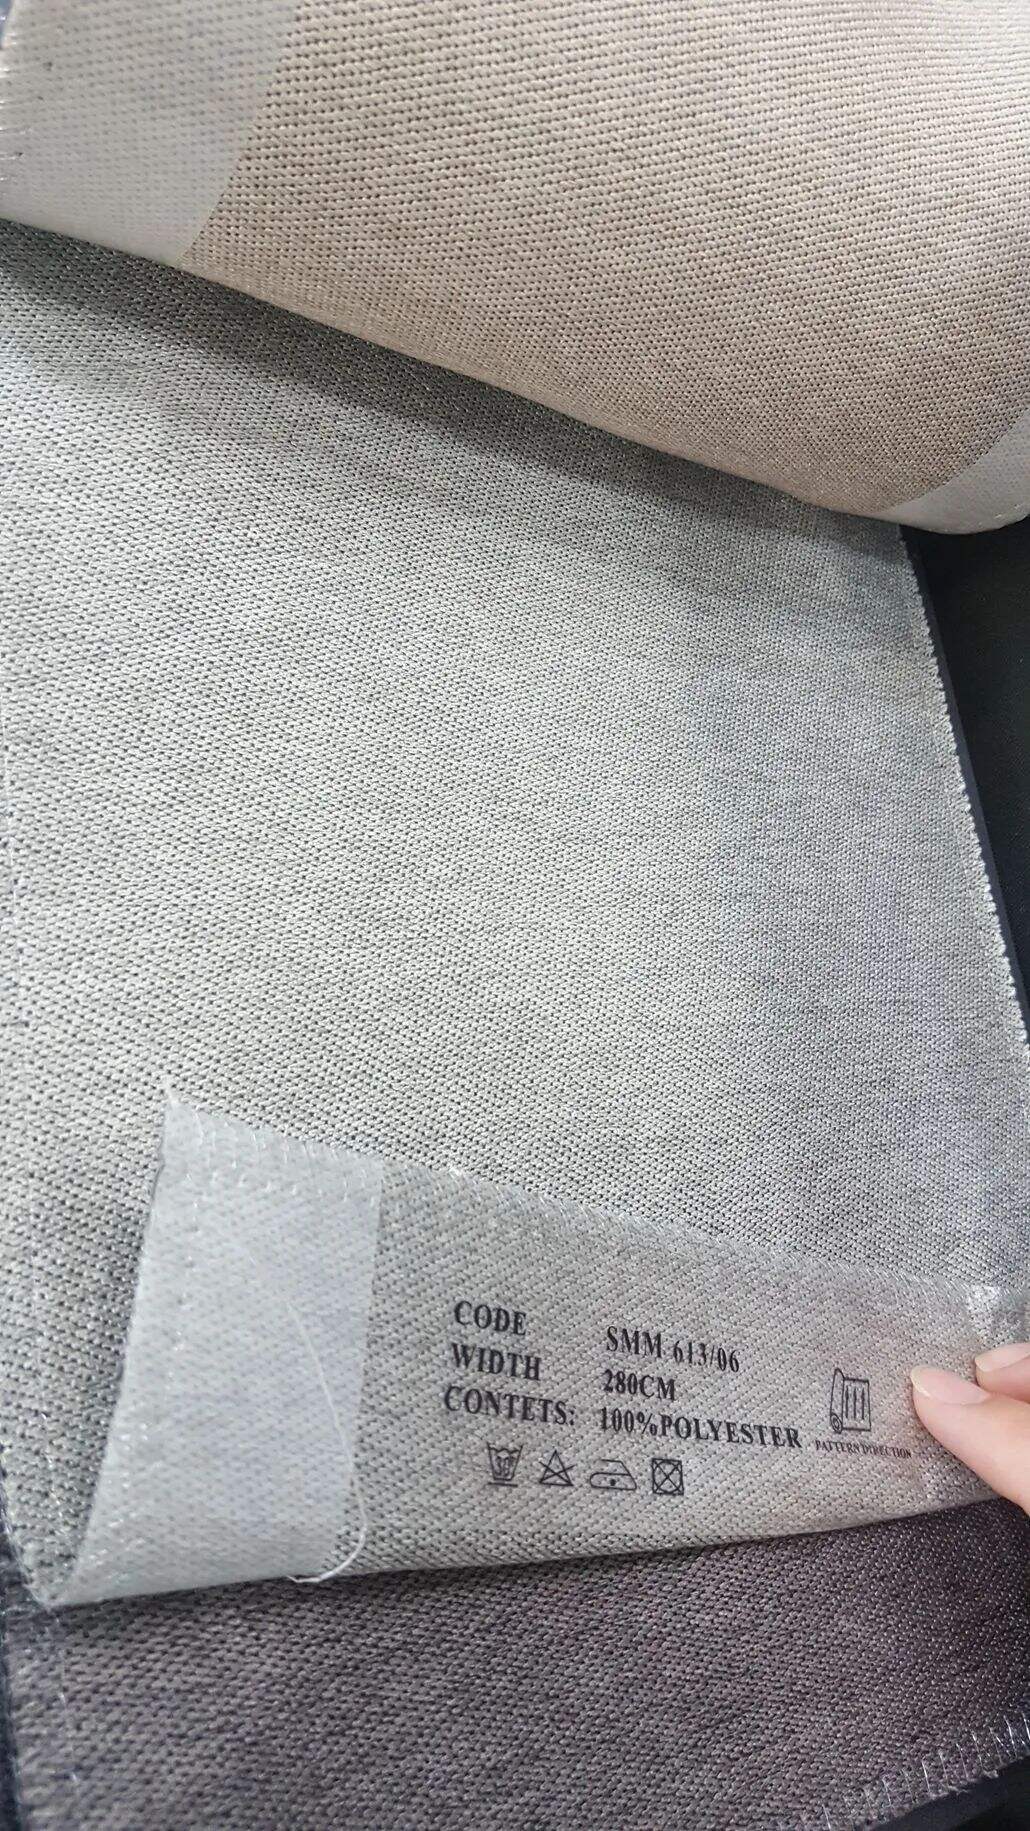 CODE SMM 613/06
WIDTH 280CM
CONTETS: 100%POLYESTER
PATTERN DIRECTION